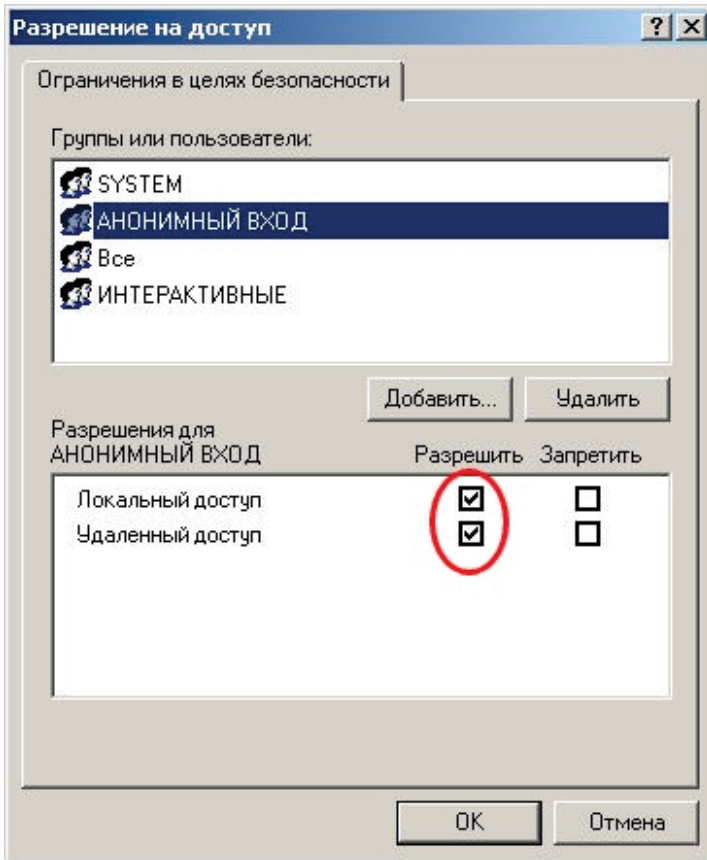 Разрешение на доступ
Ограничения в целях безопасности
Группы или пользователи:
SYSTEM
АНОНИМНЫЙ ВХОД
Все
ИНТЕРАКТИВНЫЕ
Добавить... Удалить
Разрешения для
АНОНИМНЫЙ ВХОД Разрешить Запретить
Локальный доступ
Удаленный доступ
OK Отмена